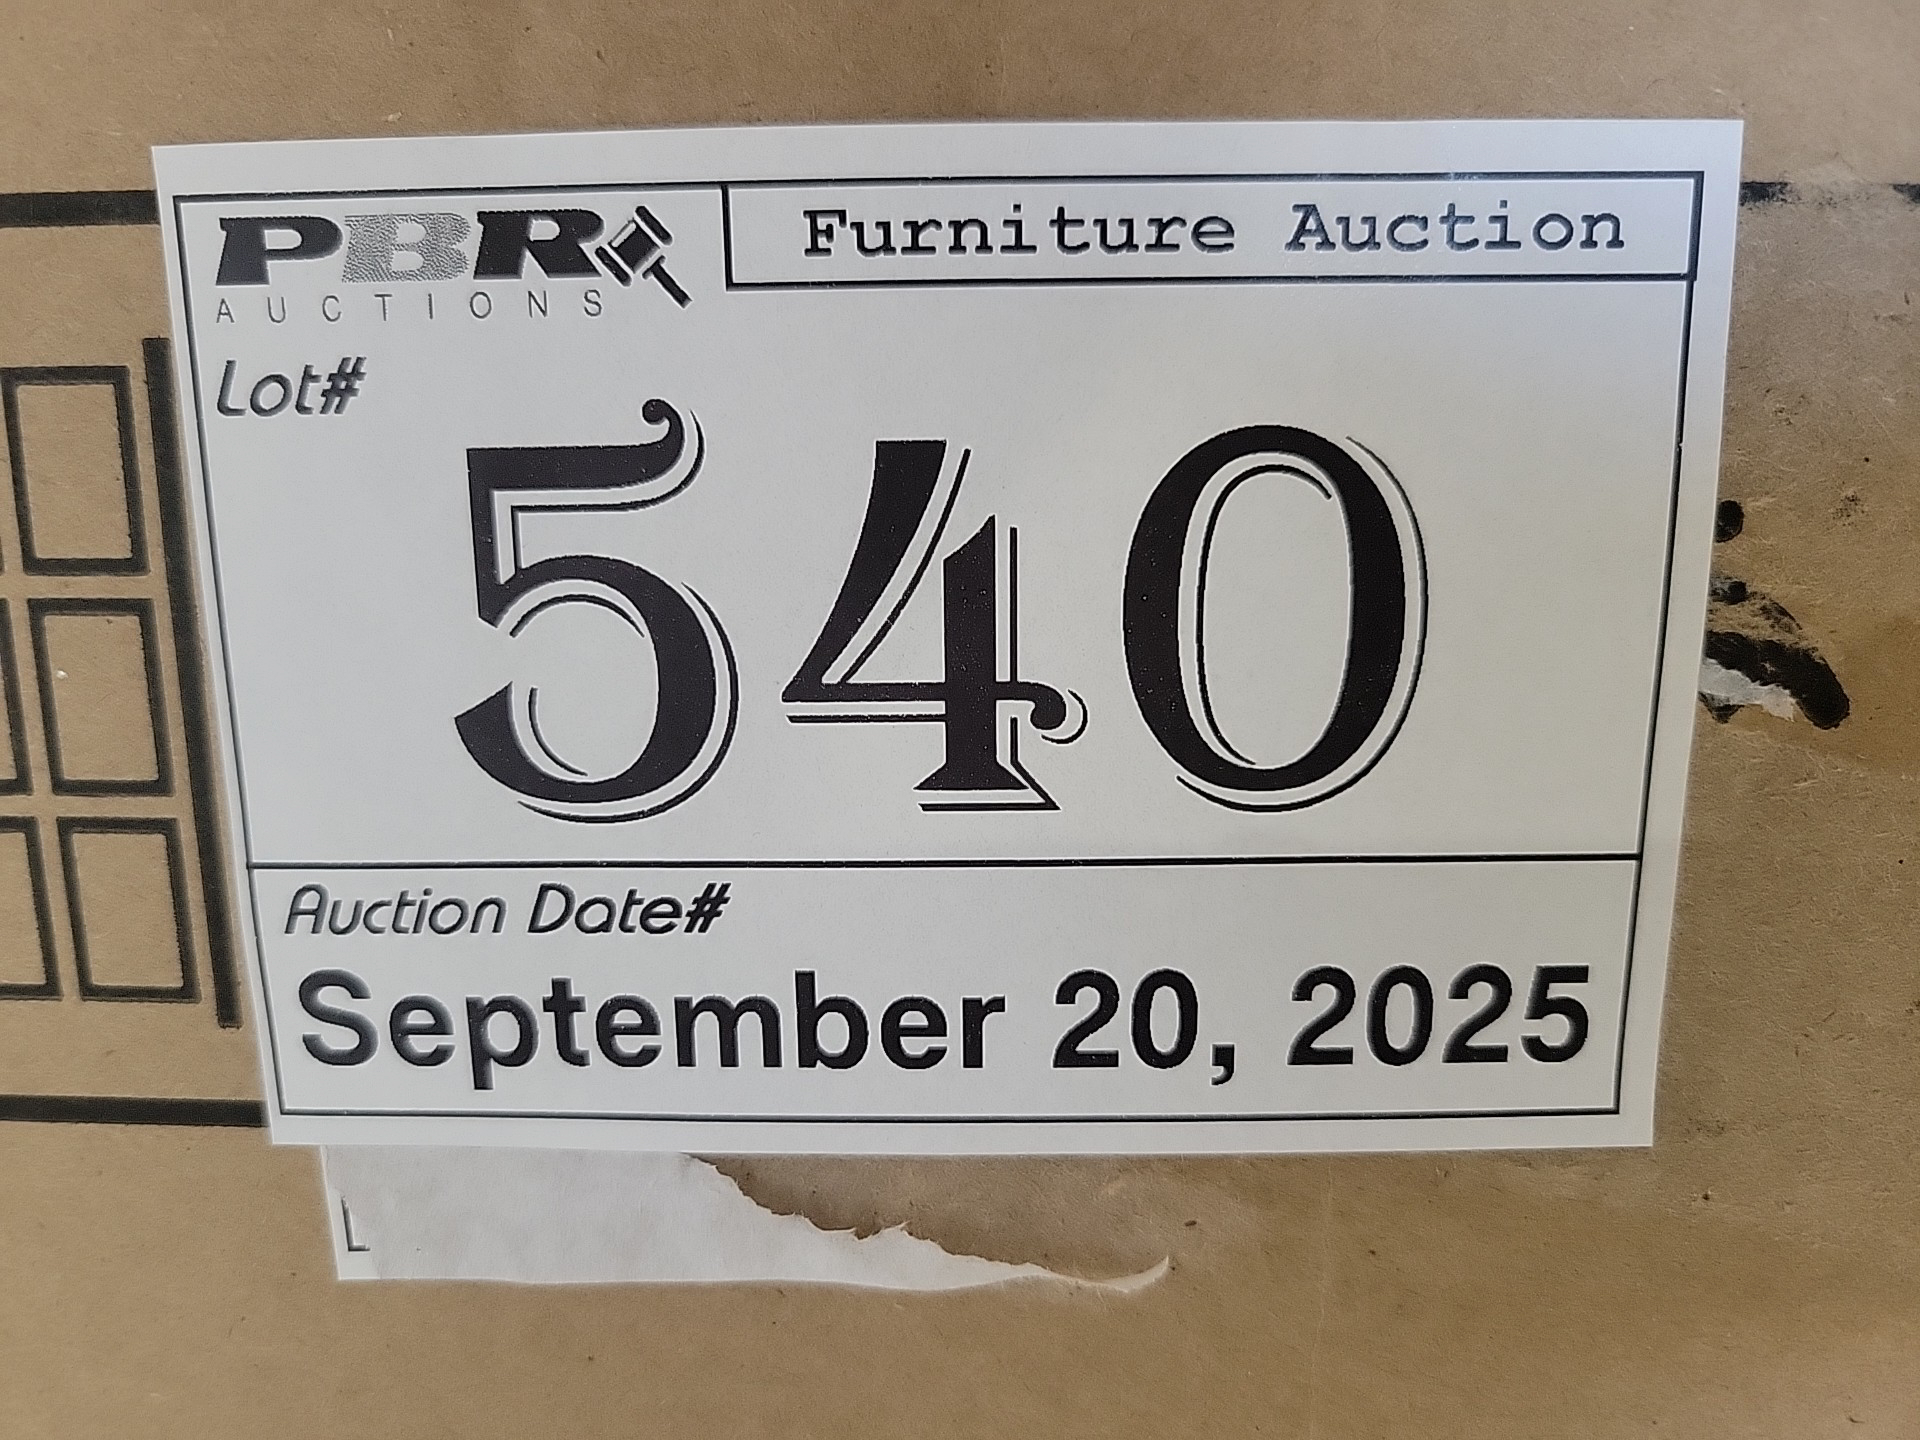 PBR
AUCTIONS
Furniture Auction
Lot#
540
Auction Date#
September 20, 2025